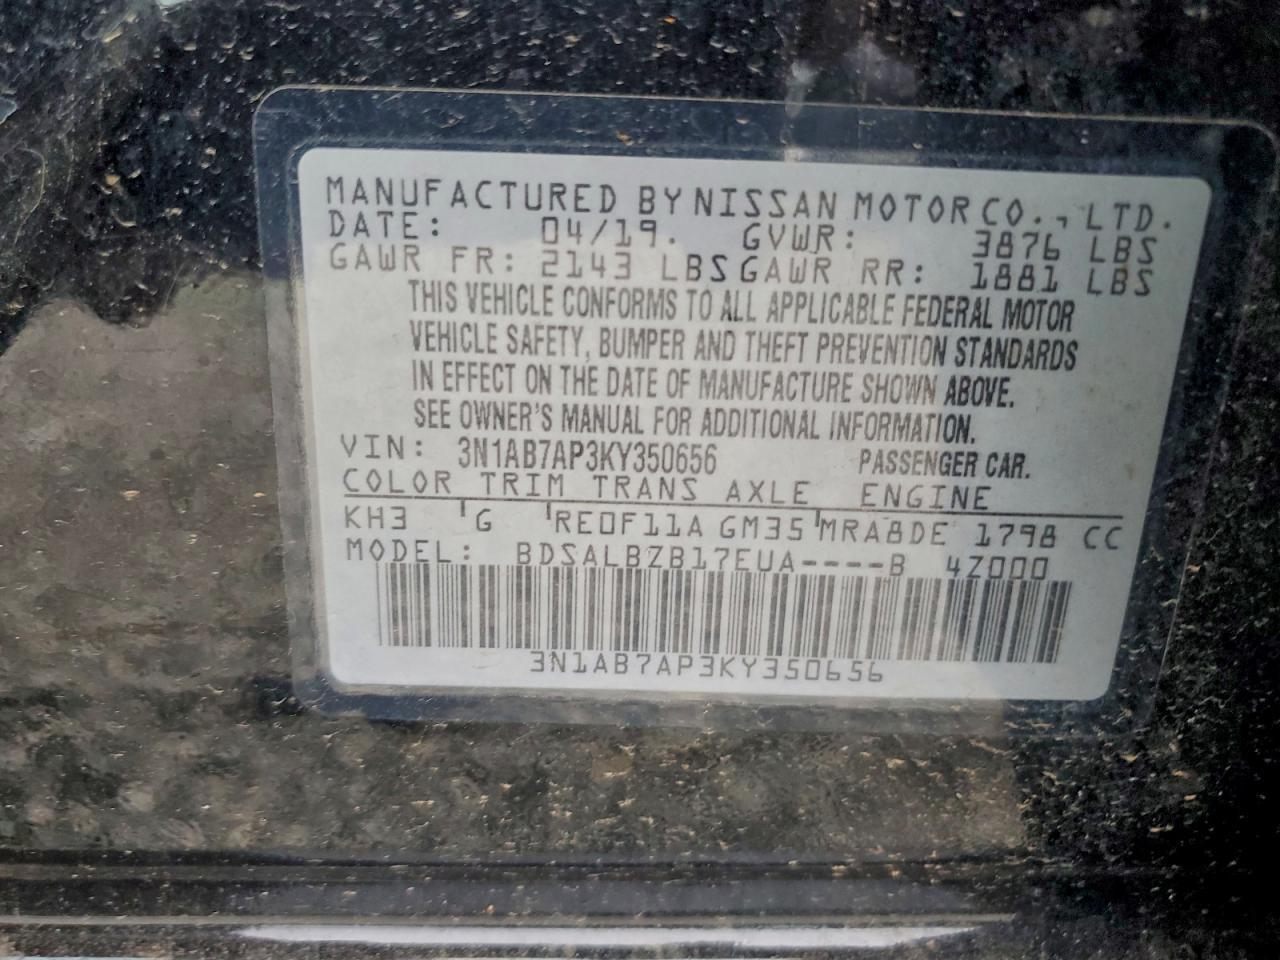 MANUFACTURED BY NISSAN MOTOR CO., LTD.
DATE: 04/19. GVWR: 3876 LBS
GAWR FR: 2143 LBS GAWR RR: 1881 LBS
THIS VEHICLE CONFORMS TO ALL APPLICABLE FEDERAL MOTOR
VEHICLE SAFETY, BUMPER AND THEFT PREVENTION STANDARDS
IN EFFECT ON THE DATE OF MANUFACTURE SHOWN ABOVE.
SEE OWNER'S MANUAL FOR ADDITIONAL INFORMATION.
VIN: 3N1AB7AP3KY350656 PASSENGER CAR.
COLOR TRIM TRANS AXLE ENGINE
KH3 'G 'RE0F11A GM35'MRA8DE 1798 CC
MODEL: BDSALBZB17EUA----B 4Z000
3N1AB7AP3KY350656